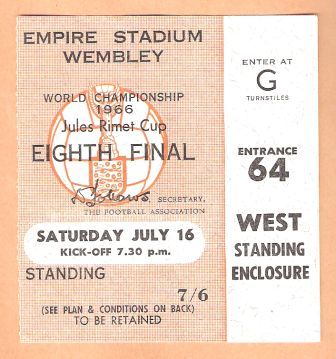 EMPIRE STADIUM
WEMBLEY
WORLD CHAMPIONSHIP
1966
Jules Rimet Cup
EIGHTH FINAL
SECRETARY,
THE FOOTBALL ASSOCIATION
SATURDAY JULY 16
KICK-OFF 7.30 p.m.
STANDING
7/6
(SEE PLAN & CONDITIONS ON BACK)
TO BE RETAINED
ENTER AT
G
TURNSTILES
ENTRANCE
64
WEST
STANDING
ENCLOSURE